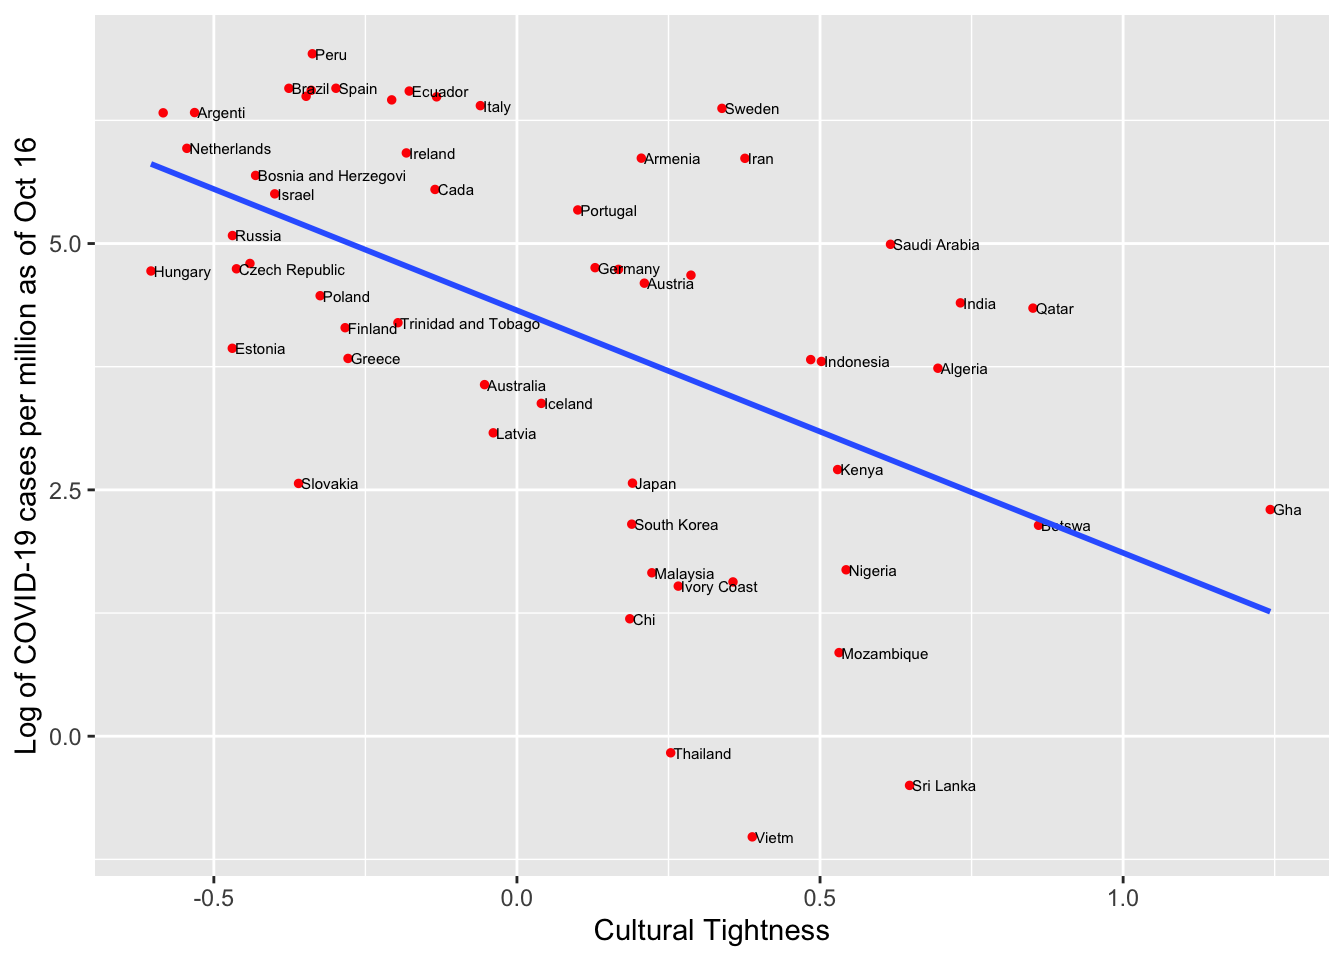 Log of COVID-19 cases per million as of Oct 16
Peru
Brazil
Spain
Ecuador
Italy
Argenti
Sweden
Netherlands
Ireland
Armenia
Iran
Bosnia and Herzegovi
Cada
Israel
Portugal
Russia
5.0
Saudi Arabia
Hungary
Czech Republic
Germany
Austria
Poland
India
Qatar
Finland
Trinidad and Tobago
Estonia
Greece
Indonesia
Algeria
Australia
Iceland
Latvia
Kenya
Slovakia
Japan
2.5
Gha
South Korea
Botswa
Malaysia
Nigeria
Ivory Coast
Chi
Mozambique
0.0
Thailand
Sri Lanka
Vietm
-0.5 0.0 0.5 1.0
Cultural Tightness